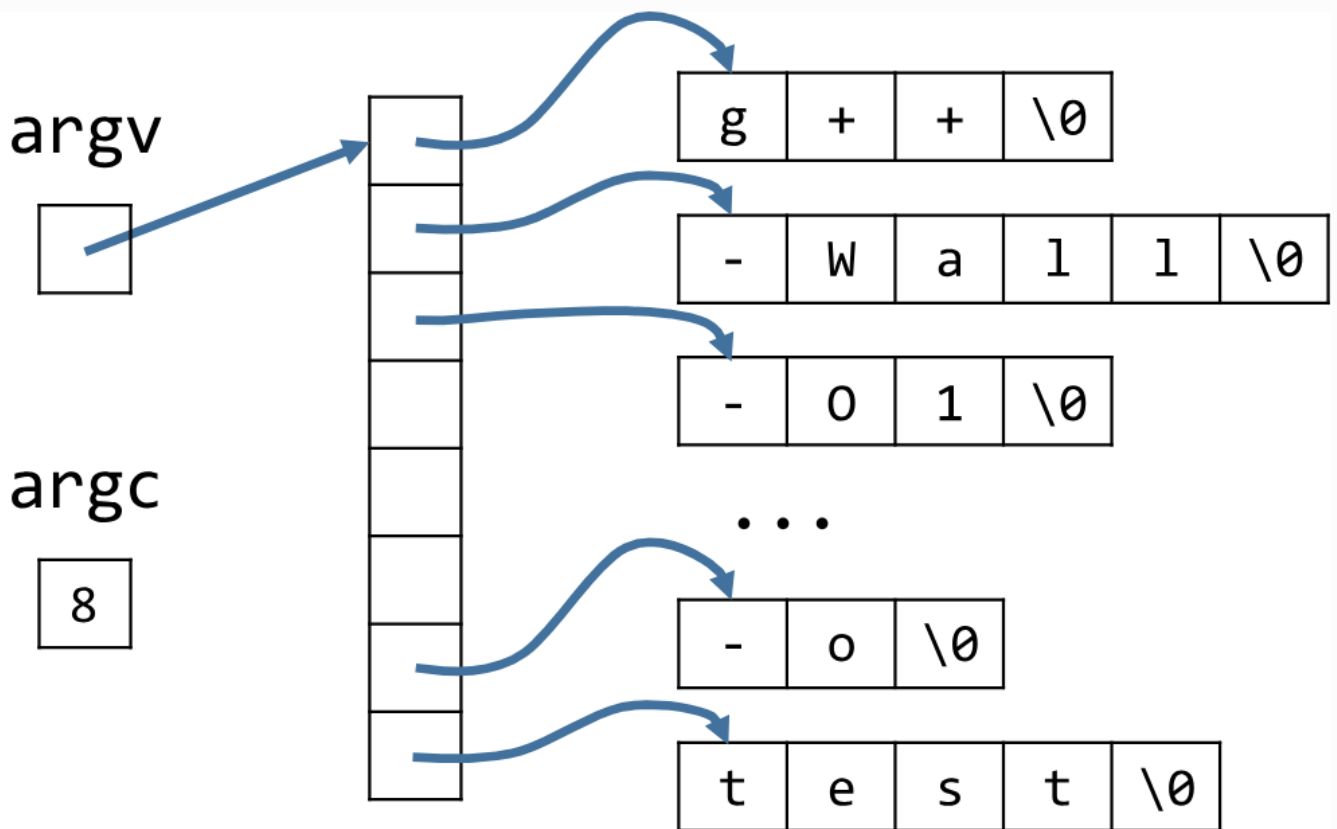 argv
g + + \0
- W a l l \0
- O 1 \0
argc
...
8
- o \0
t e s t \0